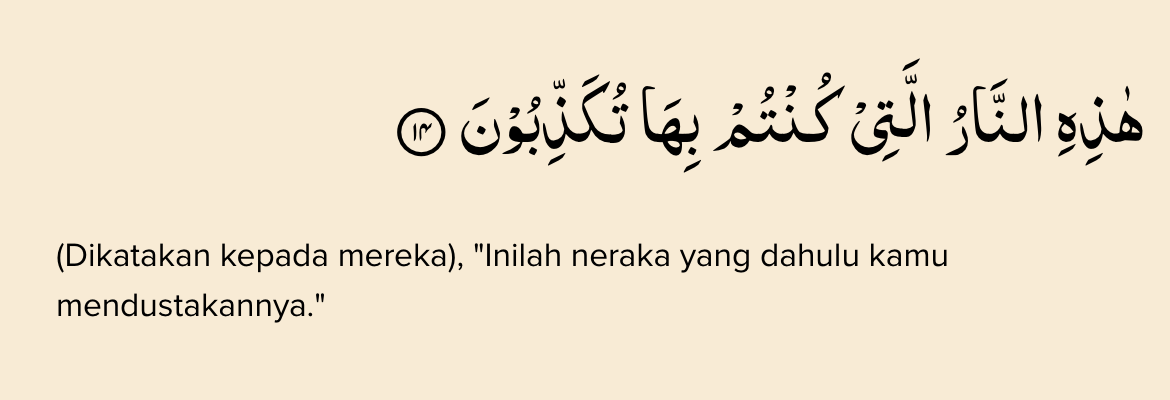 هٰذِهِ النَّارُ الَّتِيْ كُنْتُمْ بِهَا تُكَذِّبُوْنَ ١٤
(Dikatakan kepada mereka), "Inilah neraka yang dahulu kamu
mendustakannya."